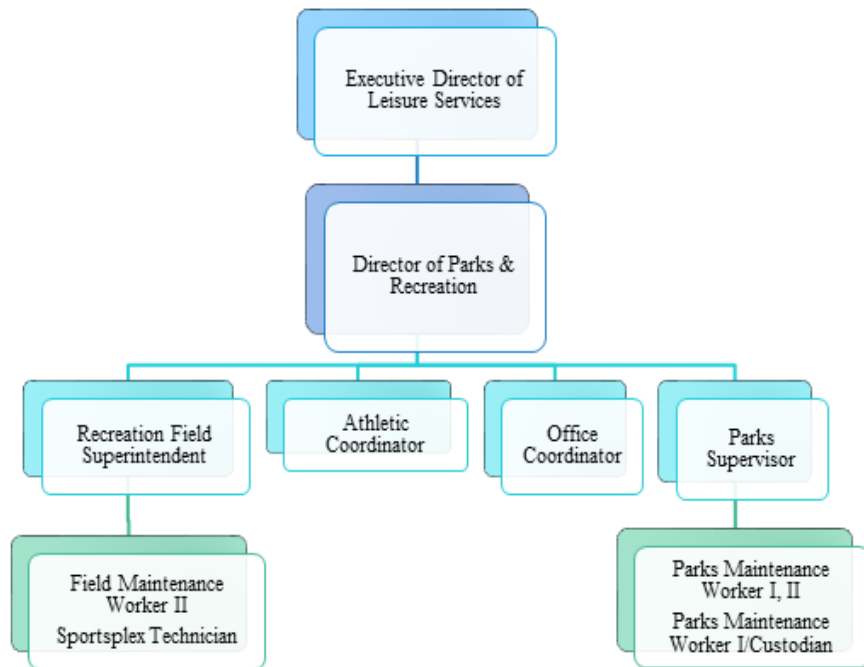 Executive Director of
Leisure Services
Director of Parks &
Recreation
Recreation Field
Superintendent
Athletic
Coordinator
Office
Coordinator
Parks
Supervisor
Field Maintenance
Worker II
Sportsplex Technician
Parks Maintenance
Worker I, II
Parks Maintenance
Worker I/Custodian